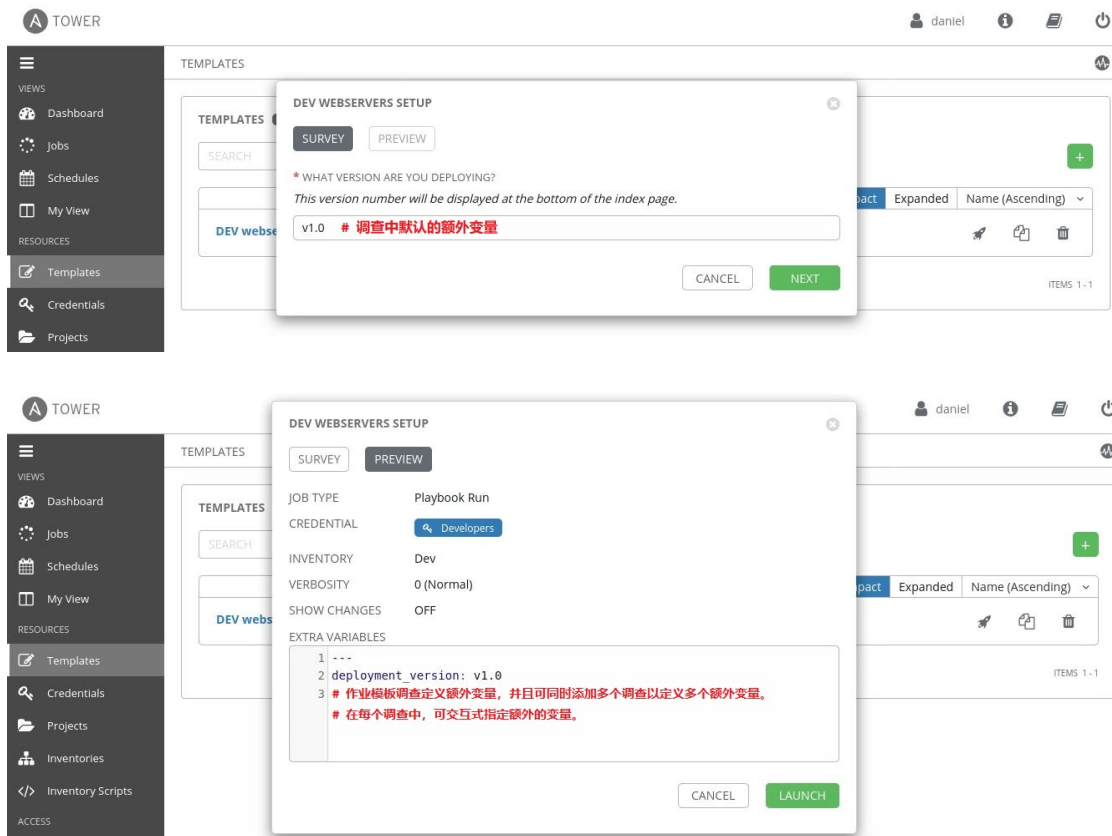 TOWER
daniel
TEMPLATES
VIEWS
Dashboard
Jobs
Schedules
My View
RESOURCES
Templates
Credentials
Projects
TEMPLATES
SEARCH
DEV webse
DEV WEBSERVERS SETUP
SURVEY
PREVIEW
* WHAT VERSION ARE YOU DEPLOYING?
This version number will be displayed at the bottom of the index page.
v1.0 # 调查中默认的额外变量
CANCEL
NEXT
+
pact
Expanded
Name (Ascending)
ITEMS 1 - 1
TOWER
daniel
TEMPLATES
VIEWS
Dashboard
Jobs
Schedules
My View
RESOURCES
Templates
Credentials
Projects
Inventories
Inventory Scripts
ACCESS
TEMPLATES
SEARCH
DEV webs
DEV WEBSERVERS SETUP
SURVEY
PREVIEW
JOB TYPE Playbook Run
CREDENTIAL Developers
INVENTORY Dev
VERBOSITY 0 (Normal)
SHOW CHANGES OFF
EXTRA VARIABLES
1 ---
2 deployment_version: v1.0
3 # 作业模板调查定义额外变量，并且可同时添加多个调查以定义多个额外变量。
# 在每个调查中，可交互式指定额外的变量。
CANCEL
LAUNCH
+
pact
Expanded
Name (Ascending)
ITEMS 1 - 1